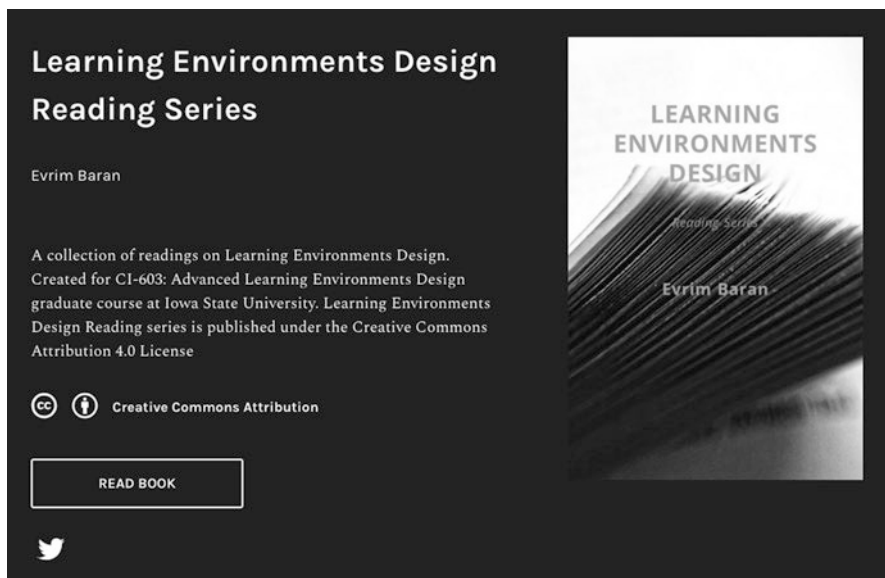 Learning Environments Design
Reading Series
Evrim Baran
A collection of readings on Learning Environments Design.
Created for CI-603: Advanced Learning Environments Design
graduate course at Iowa State University. Learning Environments
Design Reading series is published under the Creative Commons
Attribution 4.0 License
cc Creative Commons Attribution
READ BOOK
LEARNING
ENVIRONMENTS
DESIGN
Reading Series
Evrim Baran